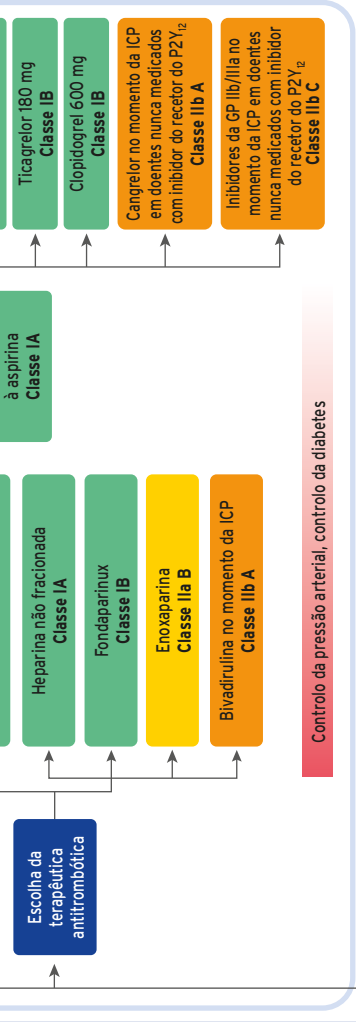 Escolha da
terapêutica
antitrombótica
Heparina não fracionada
Classe IA
Fondaparinux
Classe IB
Enoxaparina
Classe IIa B
Bivadirulina no momento da ICP
Classe IIb A
à aspirina
Classe IA
Ticagrelor 180 mg
Classe IB
Clopidogrel 600 mg
Classe IB
Cangrelor no momento da ICP
em doentes nunca medicados
com inibidor do recetor do P2Y₁₂
Classe IIb A
Inibidores da GP IIb/IIIa no
momento da ICP em doentes
nunca medicados com inibidor
do recetor do P2Y₁₂
Classe IIb C
Controlo da pressão arterial, controlo da diabetes